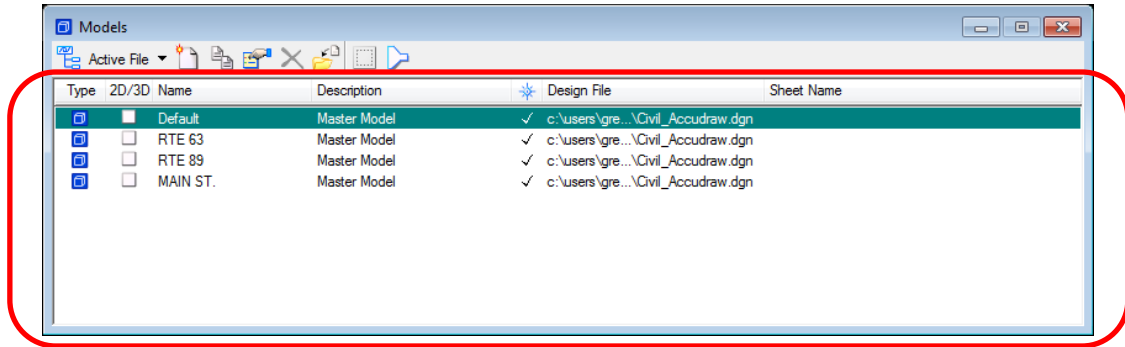 Models
Active File
Type 2D/3D Name Description Design File Sheet Name
Default Master Model ✓ c:\users\gre...\Civil_Accudraw.dgn
RTE 63 Master Model ✓ c:\users\gre...\Civil_Accudraw.dgn
RTE 89 Master Model ✓ c:\users\gre...\Civil_Accudraw.dgn
MAIN ST. Master Model ✓ c:\users\gre...\Civil_Accudraw.dgn